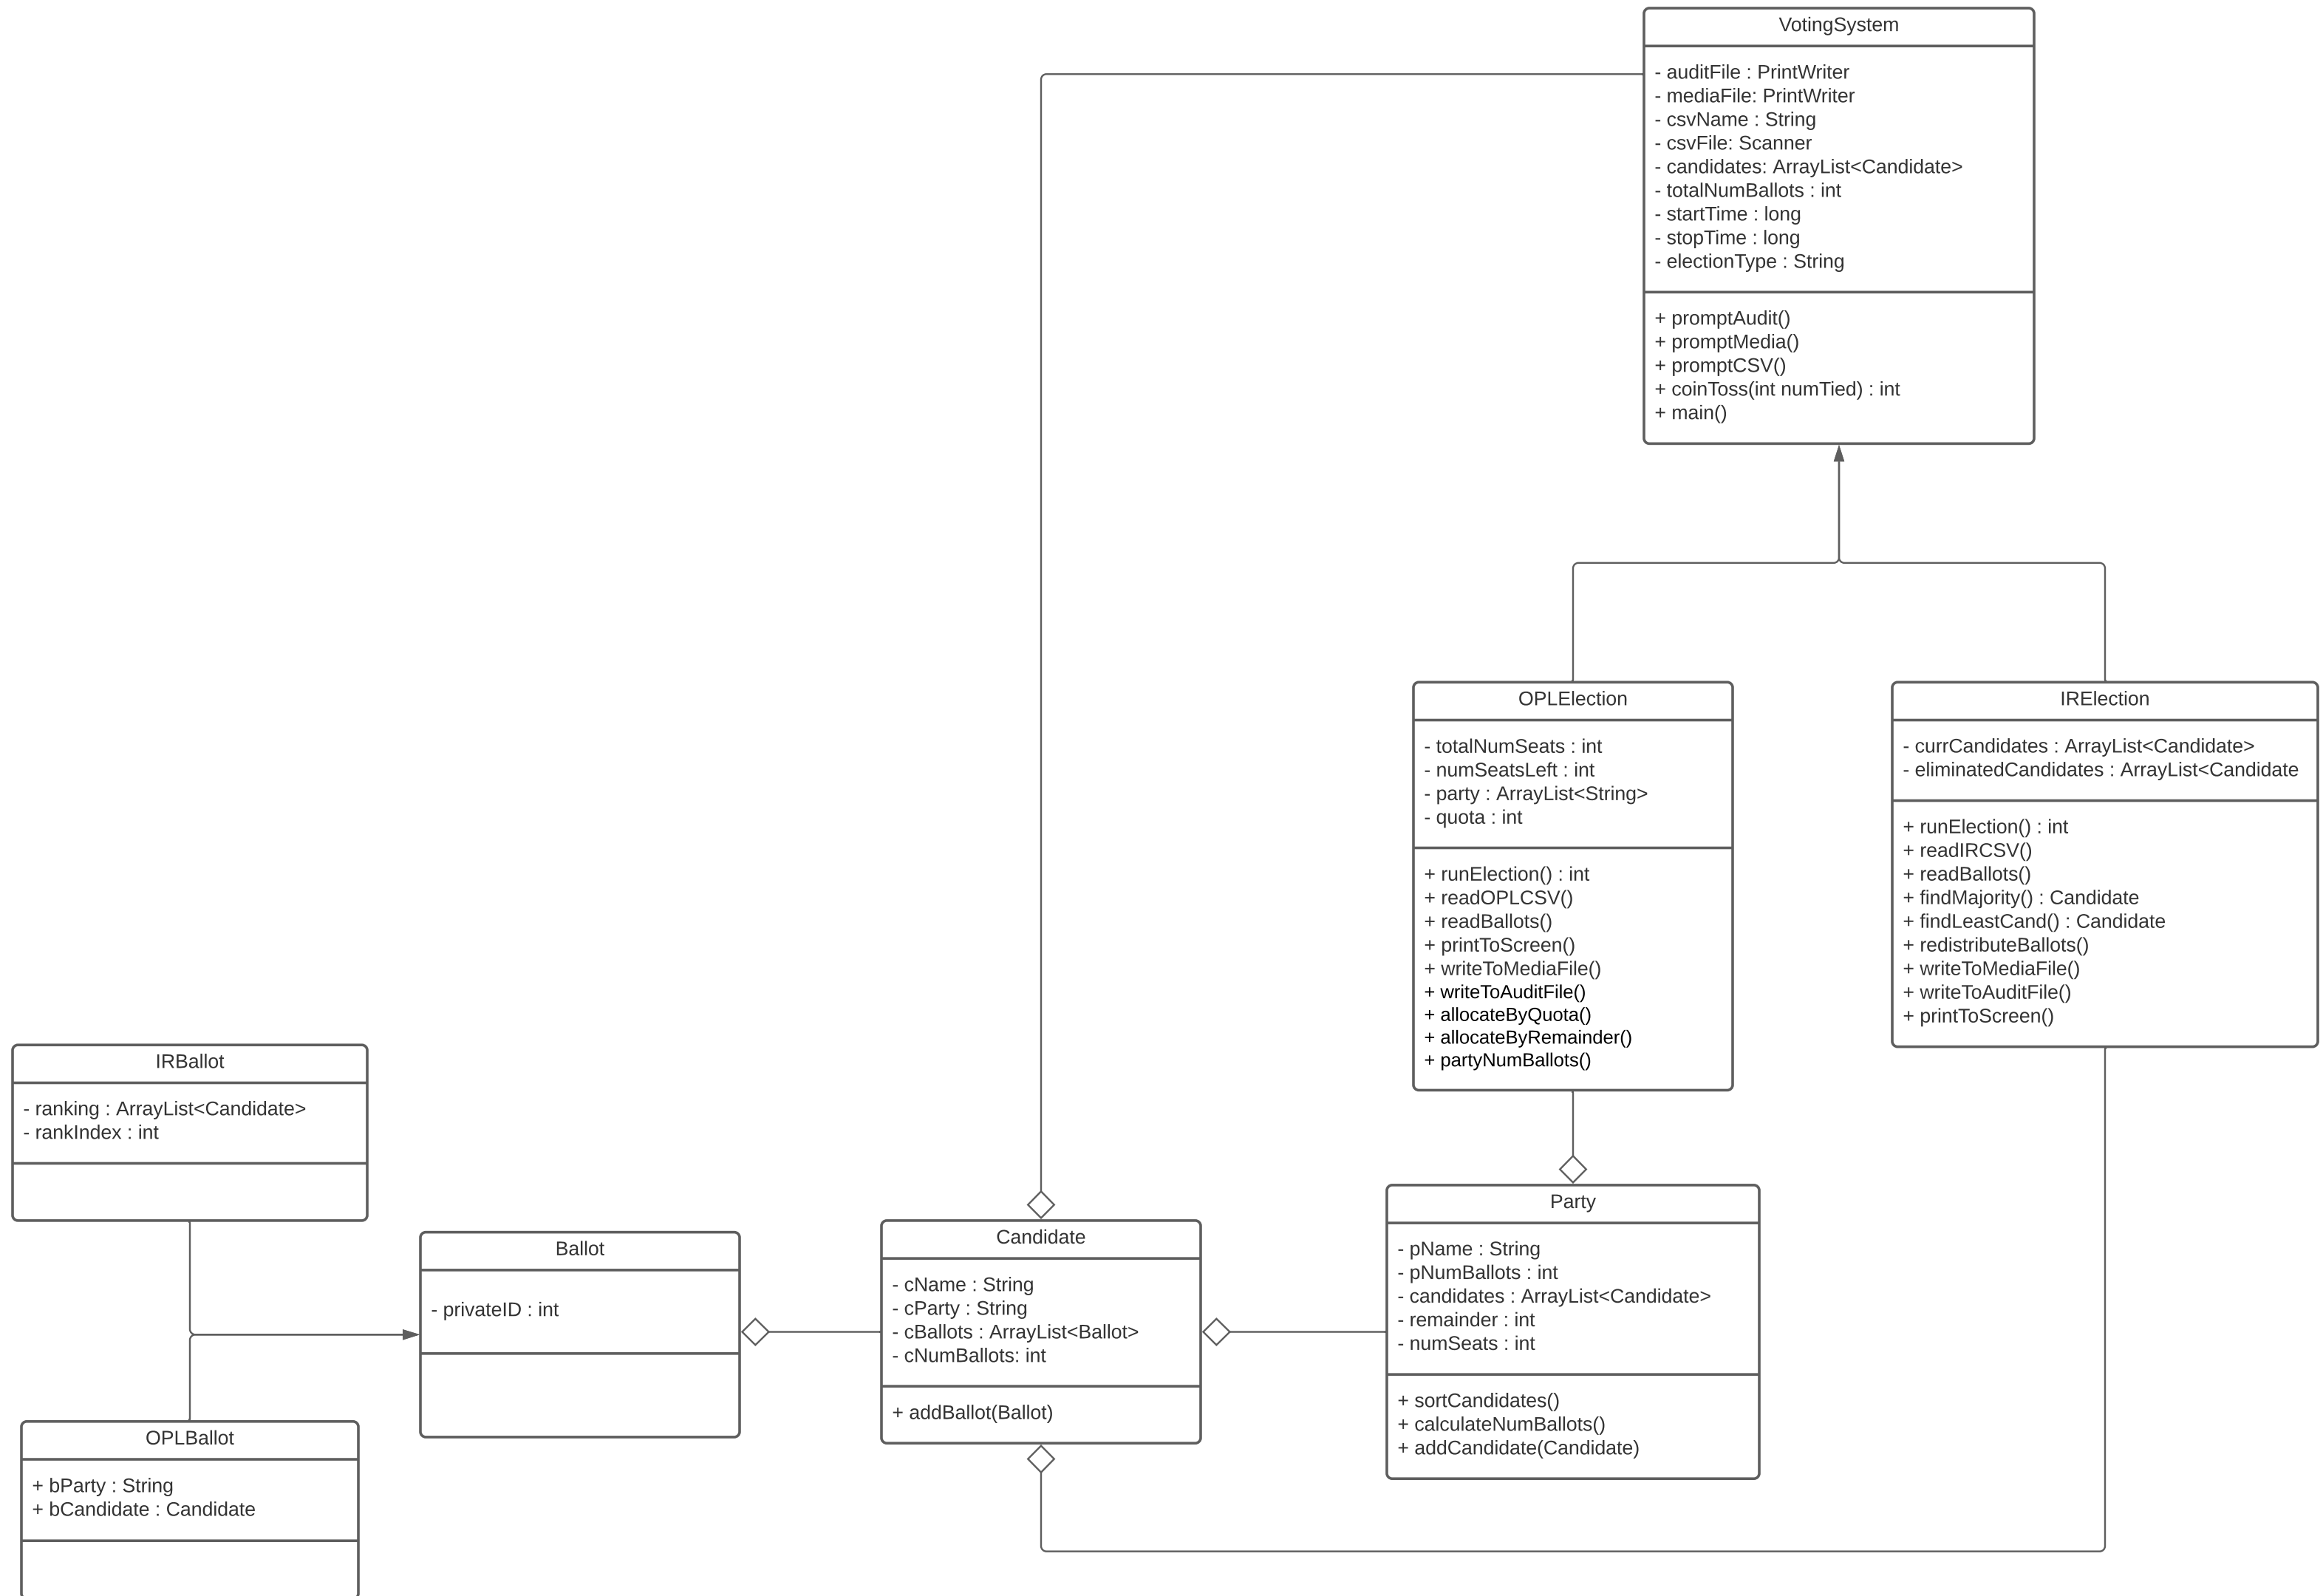 VotingSystem
- auditFile : PrintWriter
- mediaFile: PrintWriter
- csvName : String
- csvFile: Scanner
- candidates: ArrayList<Candidate>
- totalNumBallots : int
- startTime : long
- stopTime : long
- electionType : String
+ promptAudit()
+ promptMedia()
+ promptCSV()
+ coinToss(int numTied) : int
+ main()
OPLElection
- totalNumSeats : int
- numSeatsLeft : int
- party : ArrayList<String>
- quota : int
+ runElection() : int
+ readOPLCSV()
+ readBallots()
+ printToScreen()
+ writeToMediaFile()
+ writeToAuditFile()
+ allocateByQuota()
+ allocateByRemainder()
+ partyNumBallots()
IRElection
- currCandidates : ArrayList<Candidate>
- eliminatedCandidates : ArrayList<Candidate
+ runElection() : int
+ readIRCSV()
+ readBallots()
+ findMajority() : Candidate
+ findLeastCand() : Candidate
+ redistributeBallots()
+ writeToMediaFile()
+ writeToAuditFile()
+ printToScreen()
IRBallot
- ranking : ArrayList<Candidate>
- rankIndex : int
Ballot
- privateID : int
Candidate
- cName : String
- cParty : String
- cBallots : ArrayList<Ballot>
- cNumBallots: int
+ addBallot(Ballot)
Party
- pName : String
- pNumBallots : int
- candidates : ArrayList<Candidate>
- remainder : int
- numSeats : int
+ sortCandidates()
+ calculateNumBallots()
+ addCandidate(Candidate)
OPLBallot
+ bParty : String
+ bCandidate : Candidate